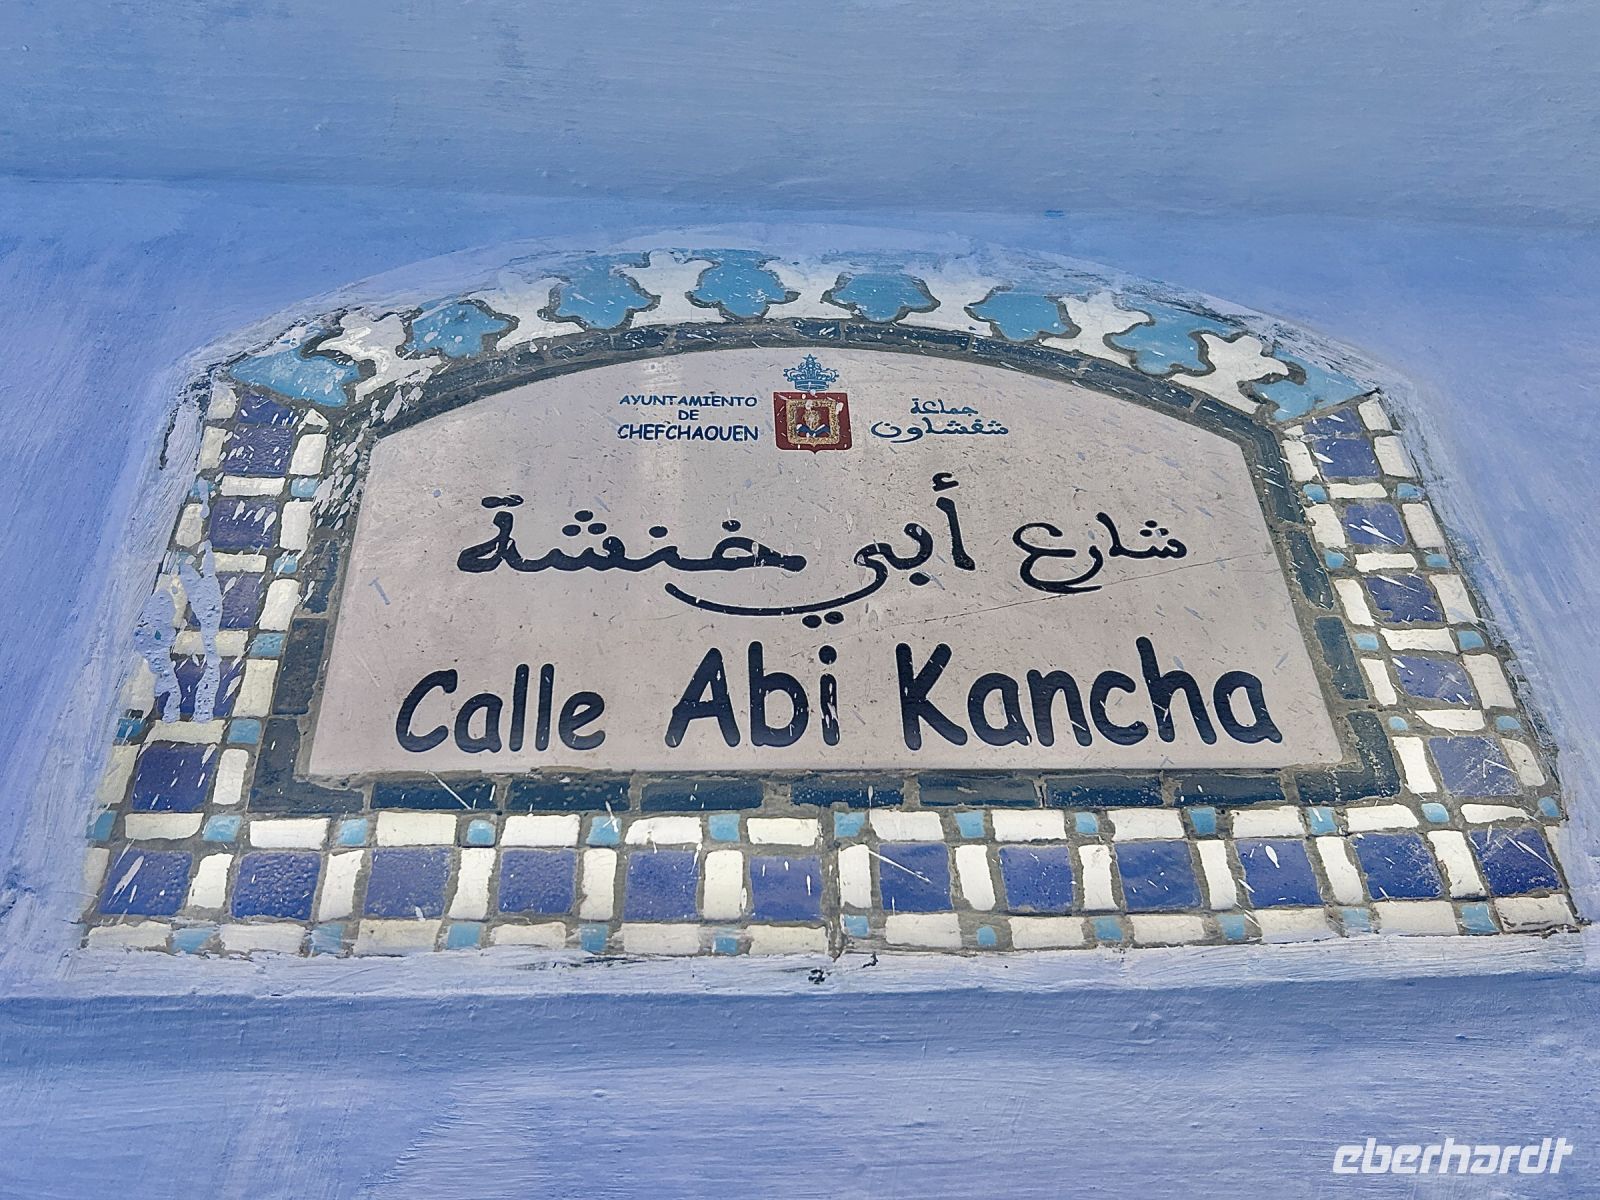 AYUNTAMIENTO
DE
CHEFCHAOUEN
جماعة
شفشاون
شارع أبي خنشة
Calle Abi Kancha
eberhardt